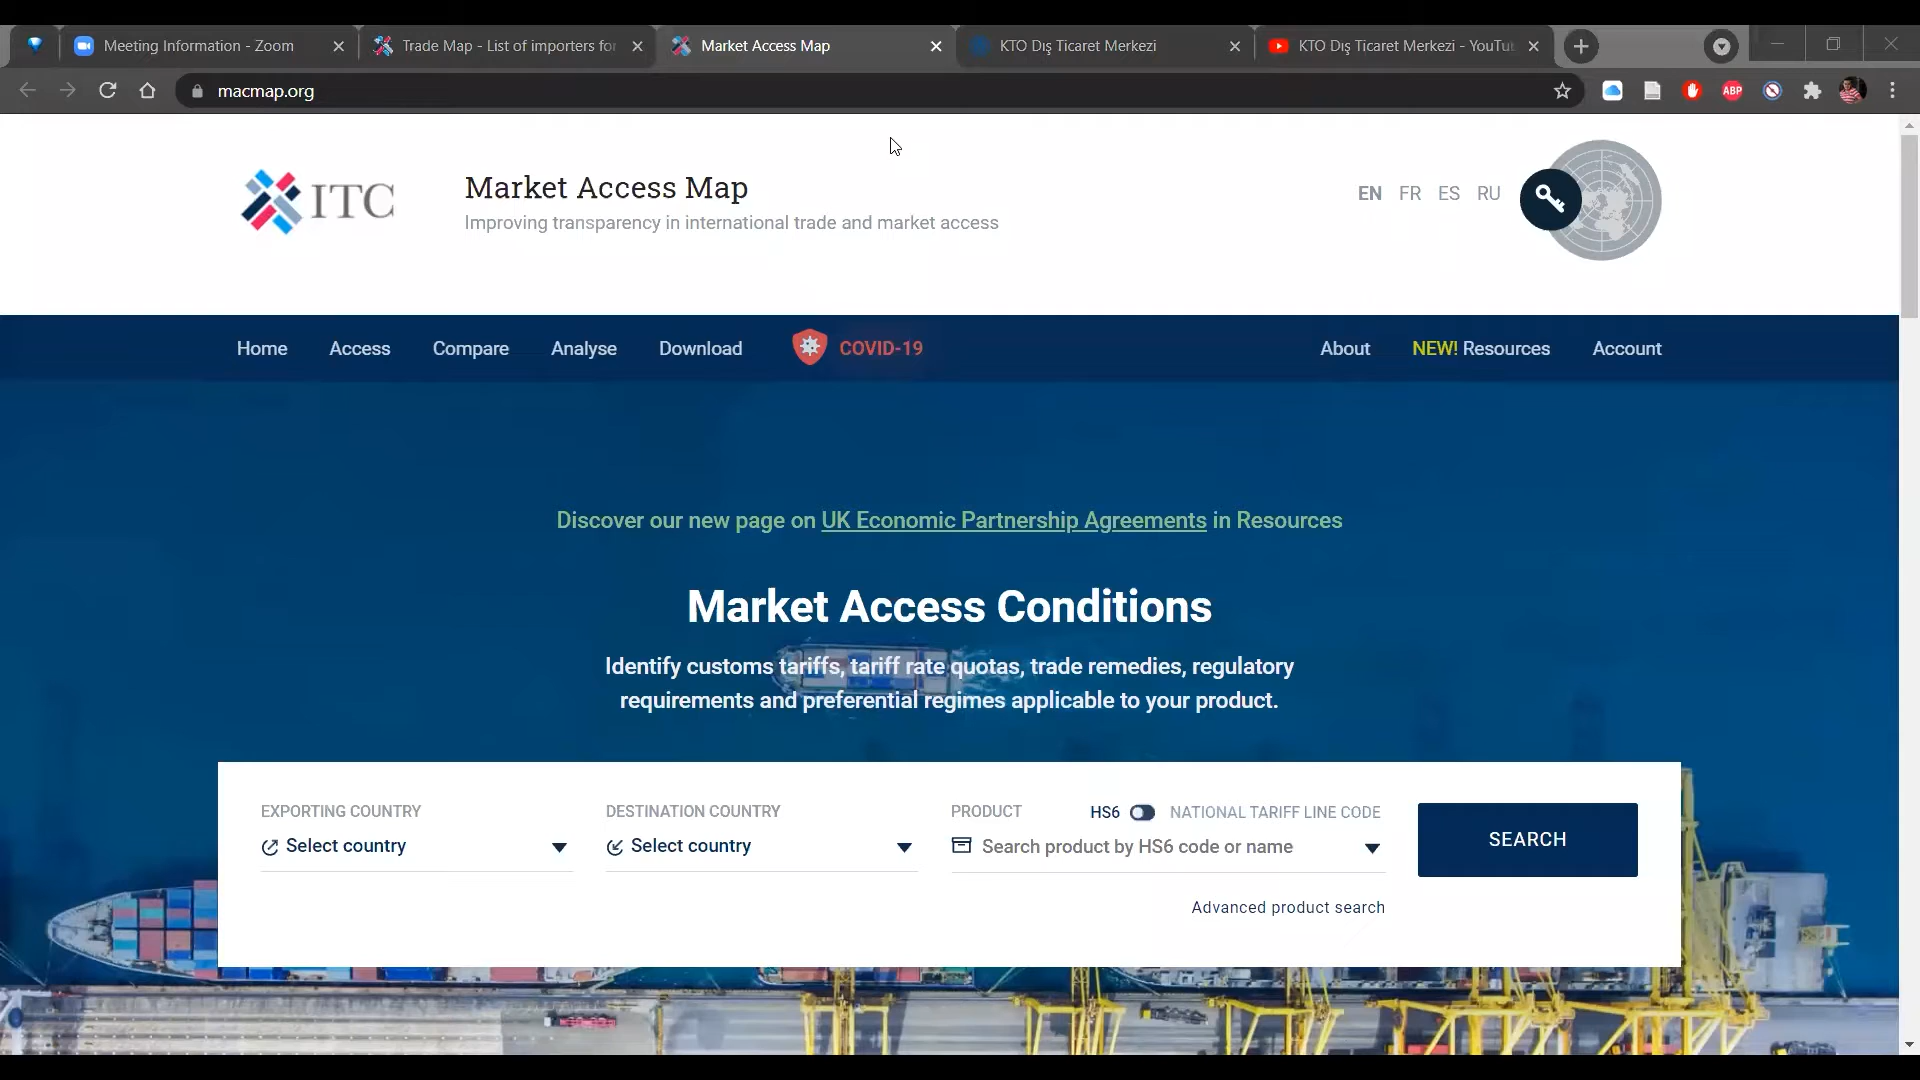 Meeting Information - Zoom
Trade Map - List of importers for
Market Access Map
KTO Dış Ticaret Merkezi
KTO Dış Ticaret Merkezi - YouTu
macmap.org
ABP
ITC
Market Access Map
Improving transparency in international trade and market access
EN FR ES RU
Home Access Compare Analyse Download COVID-19 About NEW! Resources Account
Discover our new page on UK Economic Partnership Agreements in Resources
Market Access Conditions
Identify customs tariffs, tariff rate quotas, trade remedies, regulatory
requirements and preferential regimes applicable to your product.
EXPORTING COUNTRY
Select country
DESTINATION COUNTRY
Select country
PRODUCT HS6 NATIONAL TARIFF LINE CODE
Search product by HS6 code or name
Advanced product search
SEARCH